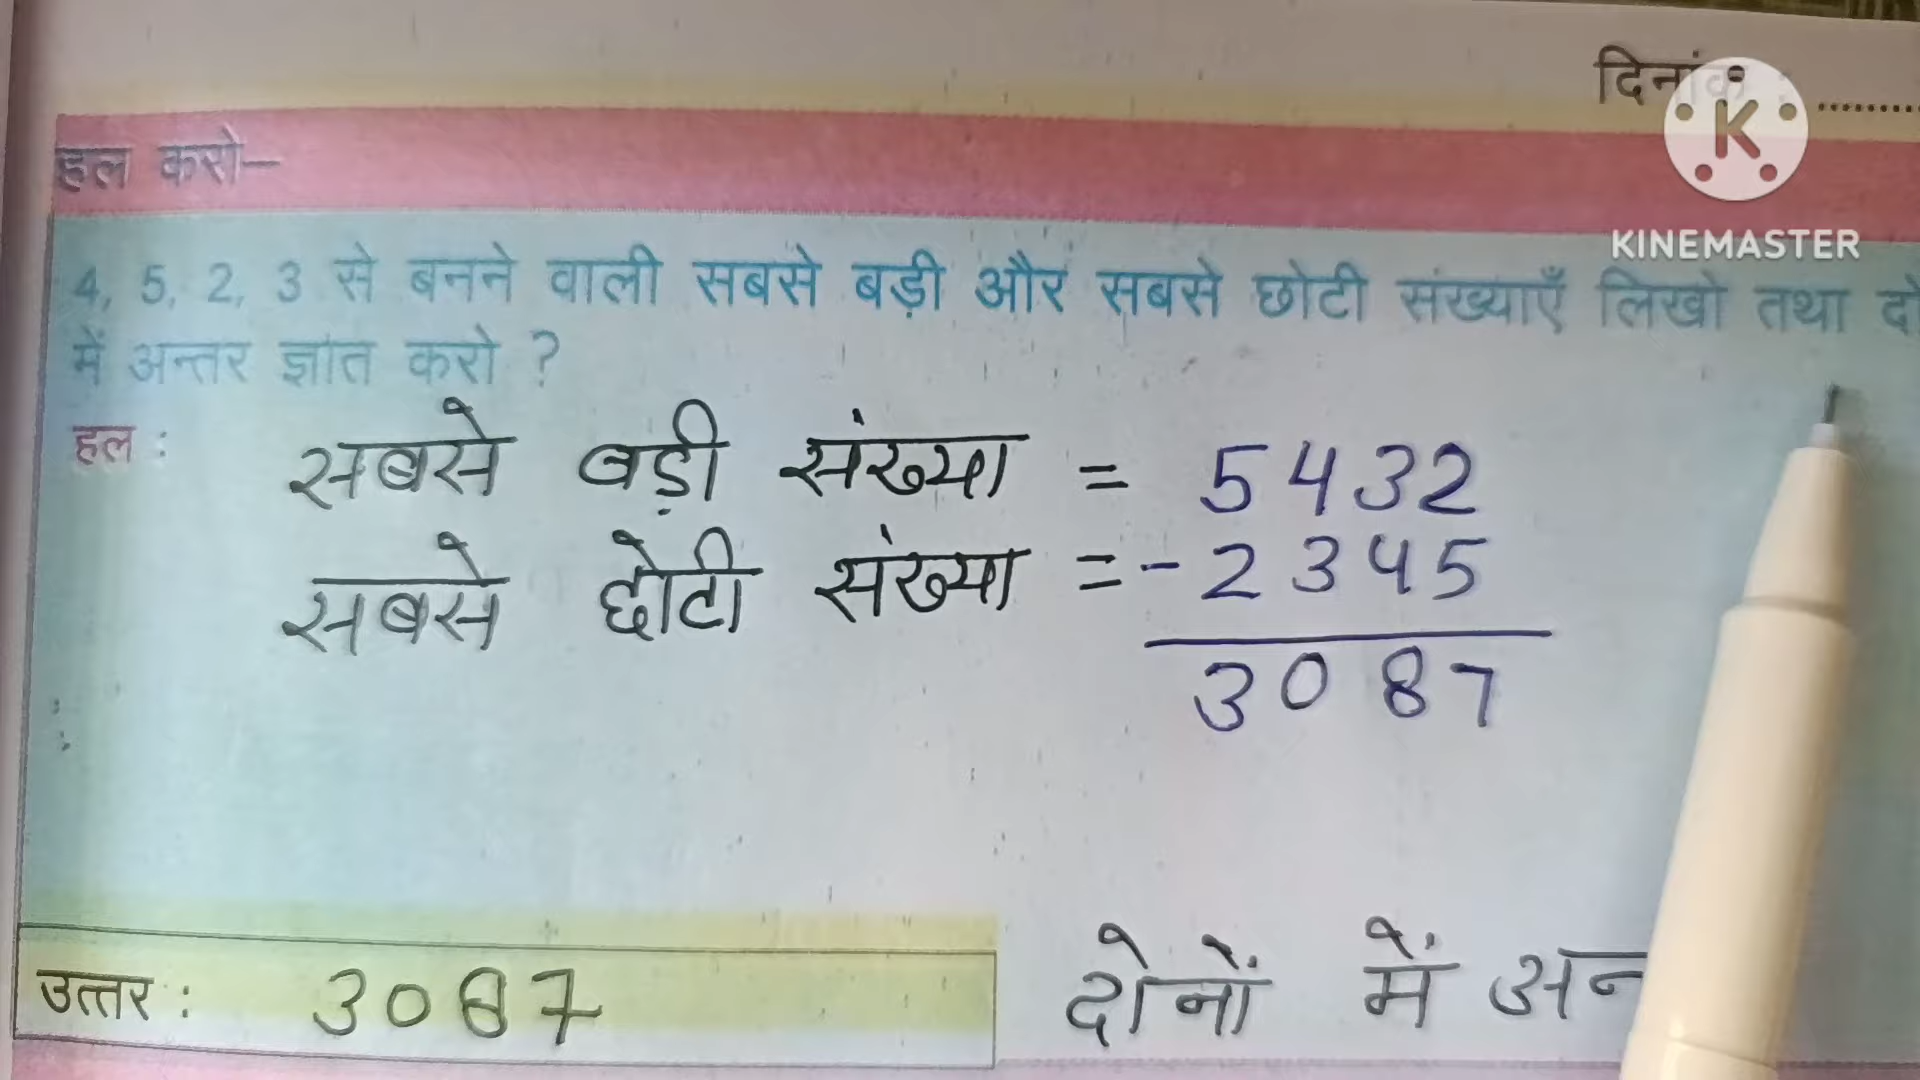 दिनांक : ........
K
KINEMASTER
हल करो–
4, 5, 2, 3 से बनने वाली सबसे बड़ी और सबसे छोटी संख्याएँ लिखो तथा
में अन्तर ज्ञात करो ?
हल : सबसे बड़ी संख्या = 5432
सबसे छोटी संख्या = - 2345
3087
उत्तर : 3087
दोनों में